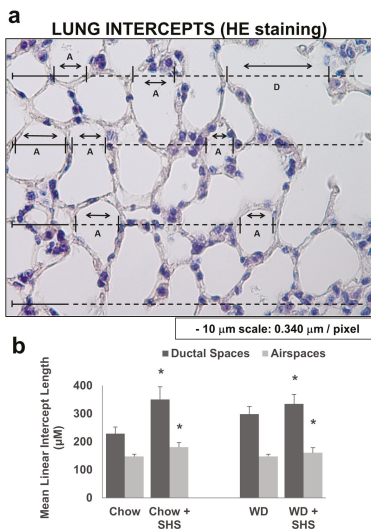 a
LUNG INTERCEPTS (HE staining)
A
A
D
A
A
A
A
A
- 10 µm scale: 0.340 µm / pixel
b
Ductal Spaces
Airspaces
Mean Linear Intercept Length
(µM)
400
300
200
100
0
*
*
*
*
Chow
Chow +
SHS
WD
WD +
SHS